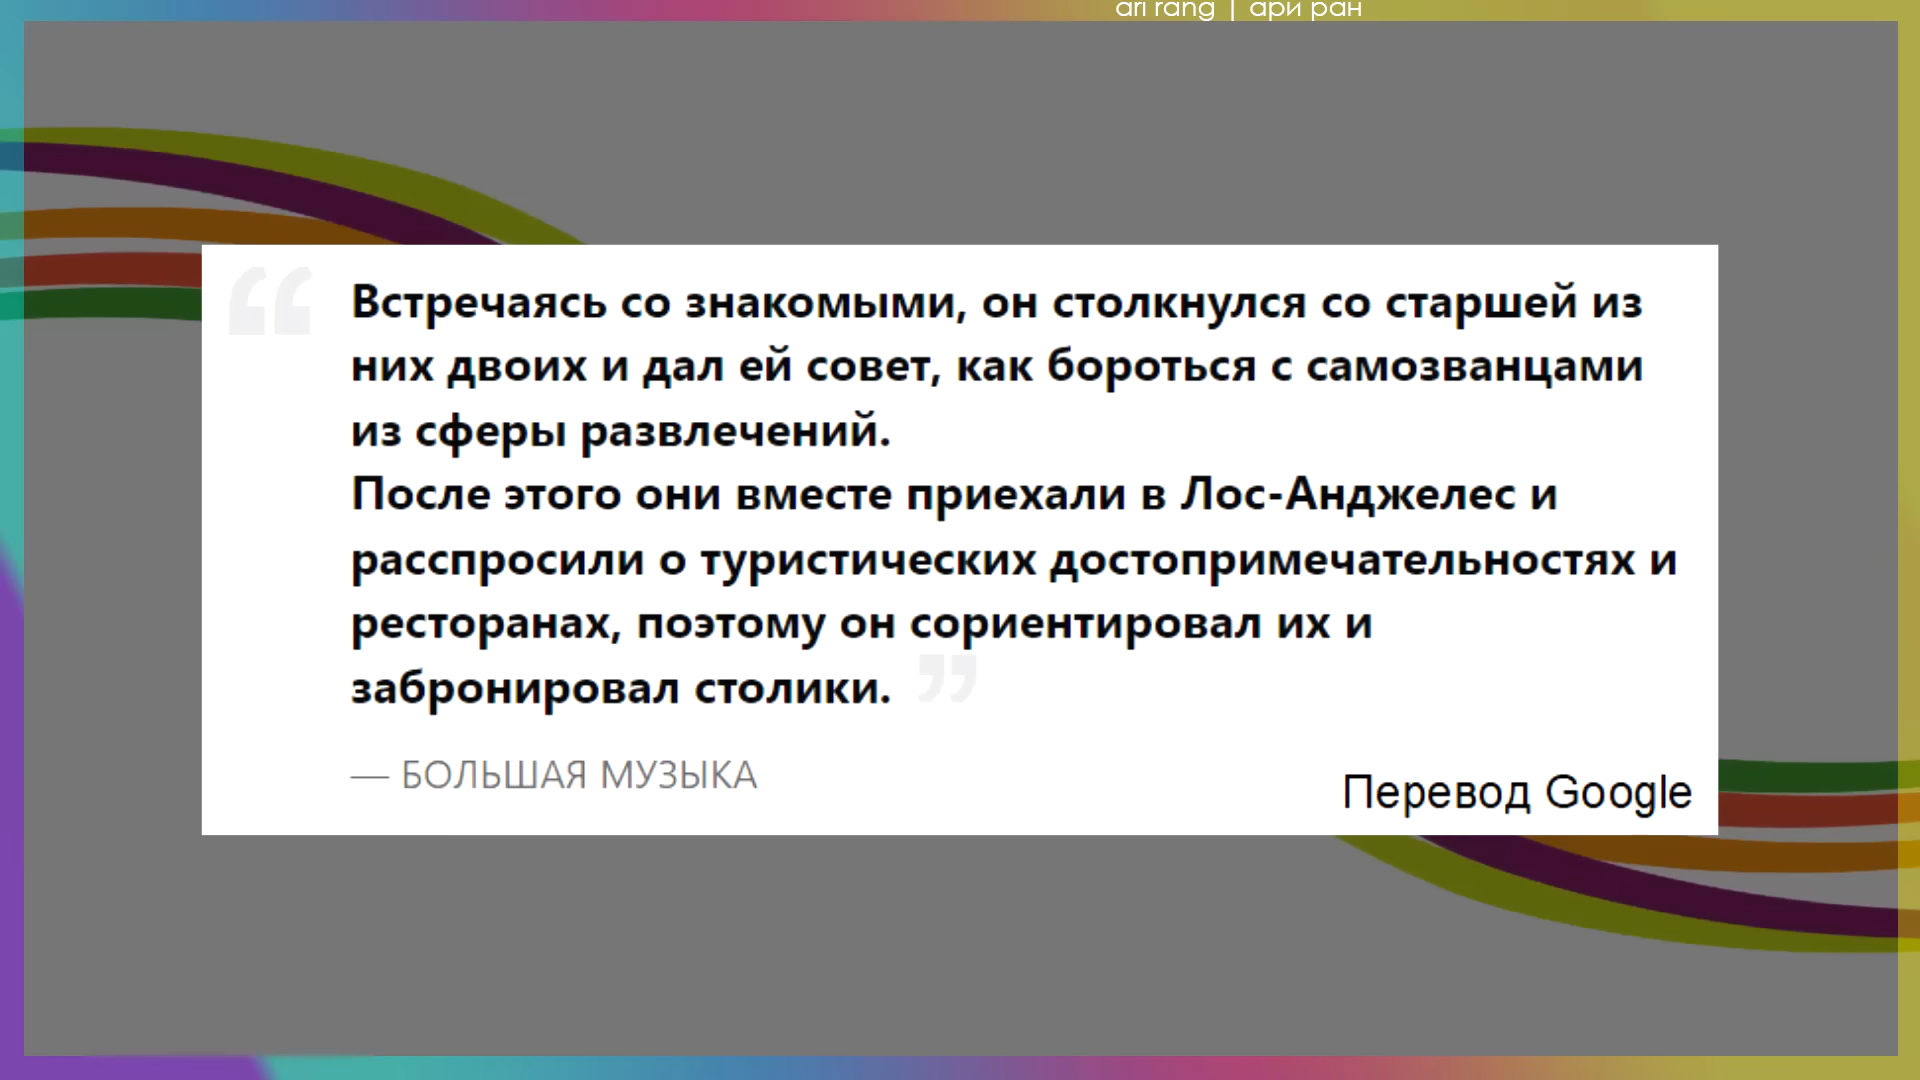 ari rang | ари ран
“Встречаясь со знакомыми, он столкнулся со старшей из
них двоих и дал ей совет, как бороться с самозванцами
из сферы развлечений.
После этого они вместе приехали в Лос-Анджелес и
расспросили о туристических достопримечательностях и
ресторанах, поэтому он сориентировал их и
забронировал столики. ”
— БОЛЬШАЯ МУЗЫКА
Перевод Google